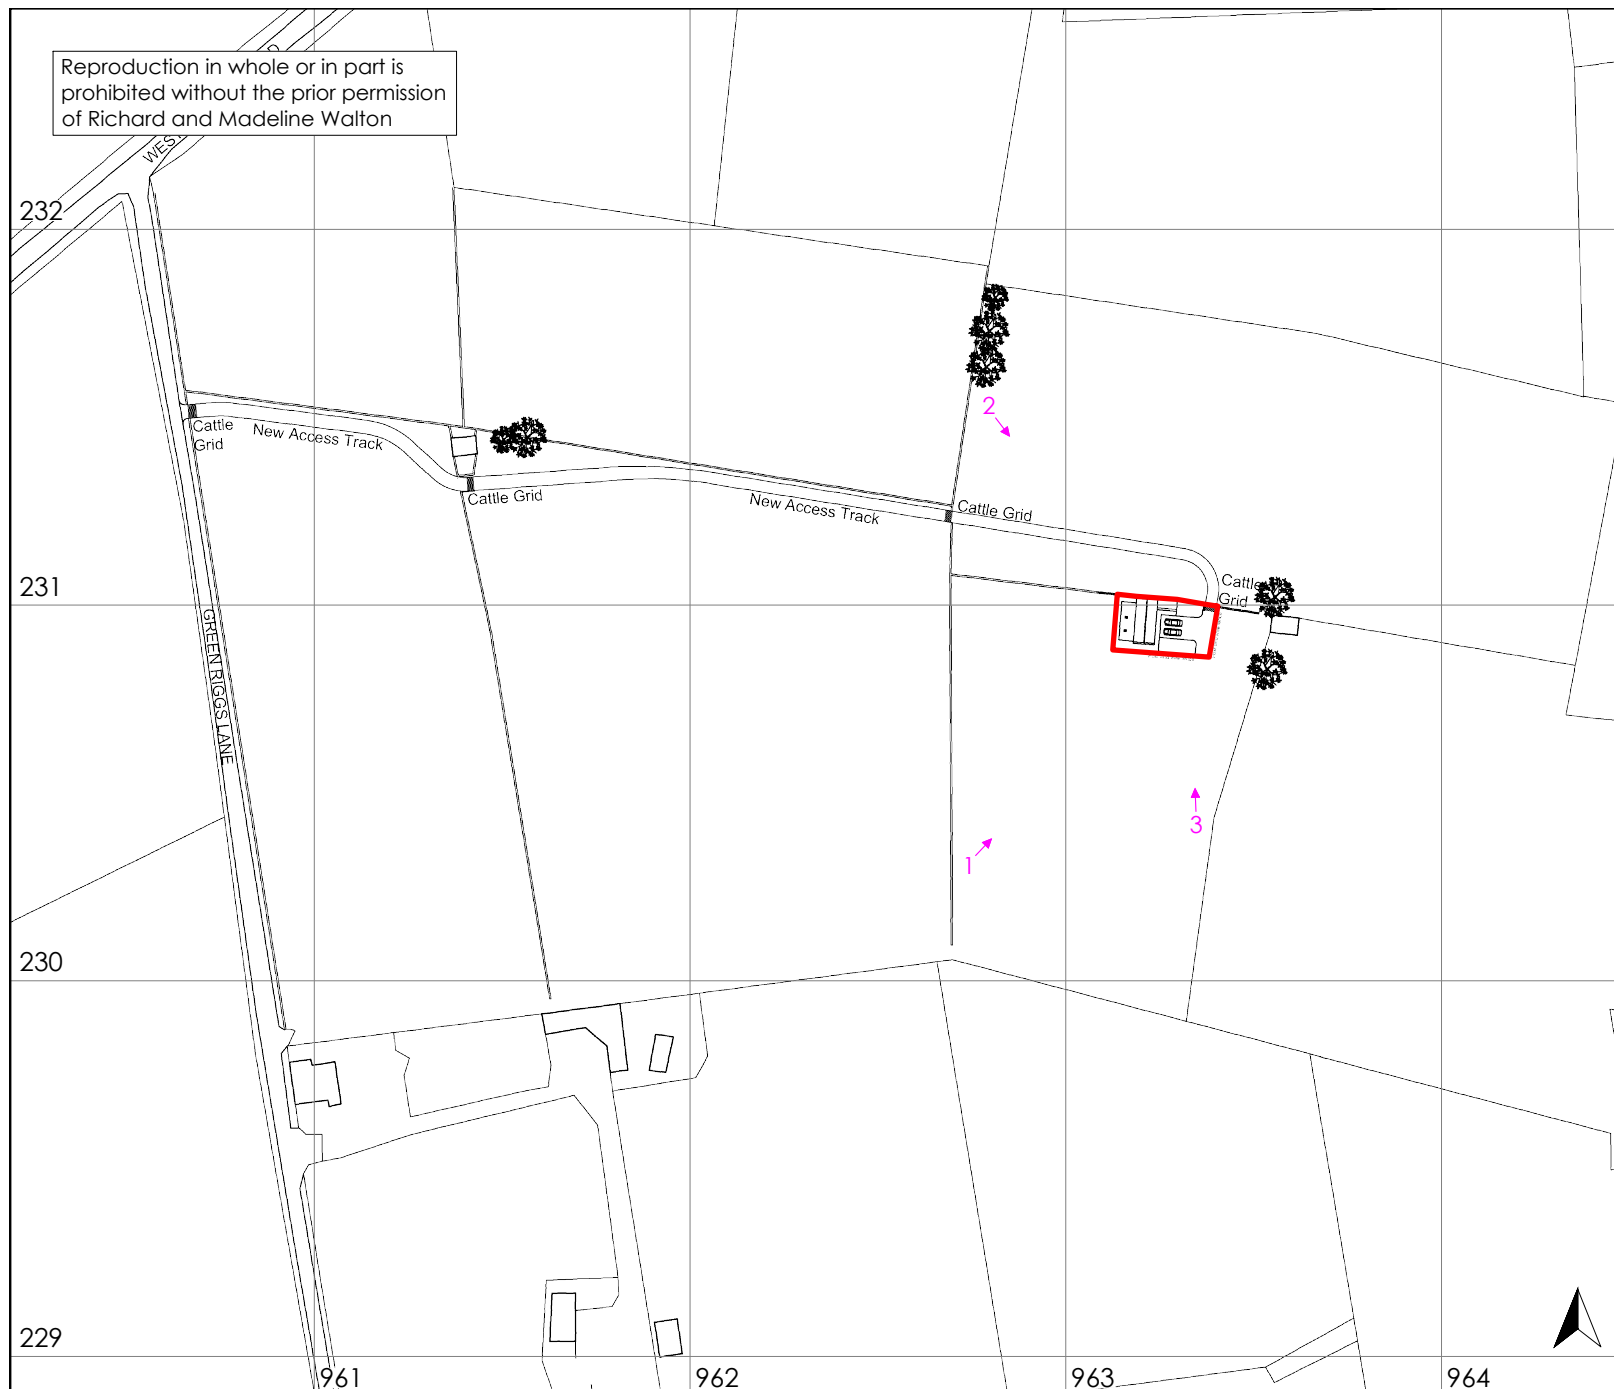 Reproduction in whole or in part is
prohibited without the prior permission
of Richard and Madeline Walton
232
2
Cattle
Grid
New Access Track
Cattle Grid
New Access Track
Cattle Grid
231
Cattle
Grid
GREEN RIGGS LANE
3
1
230
229
961
962
963
964